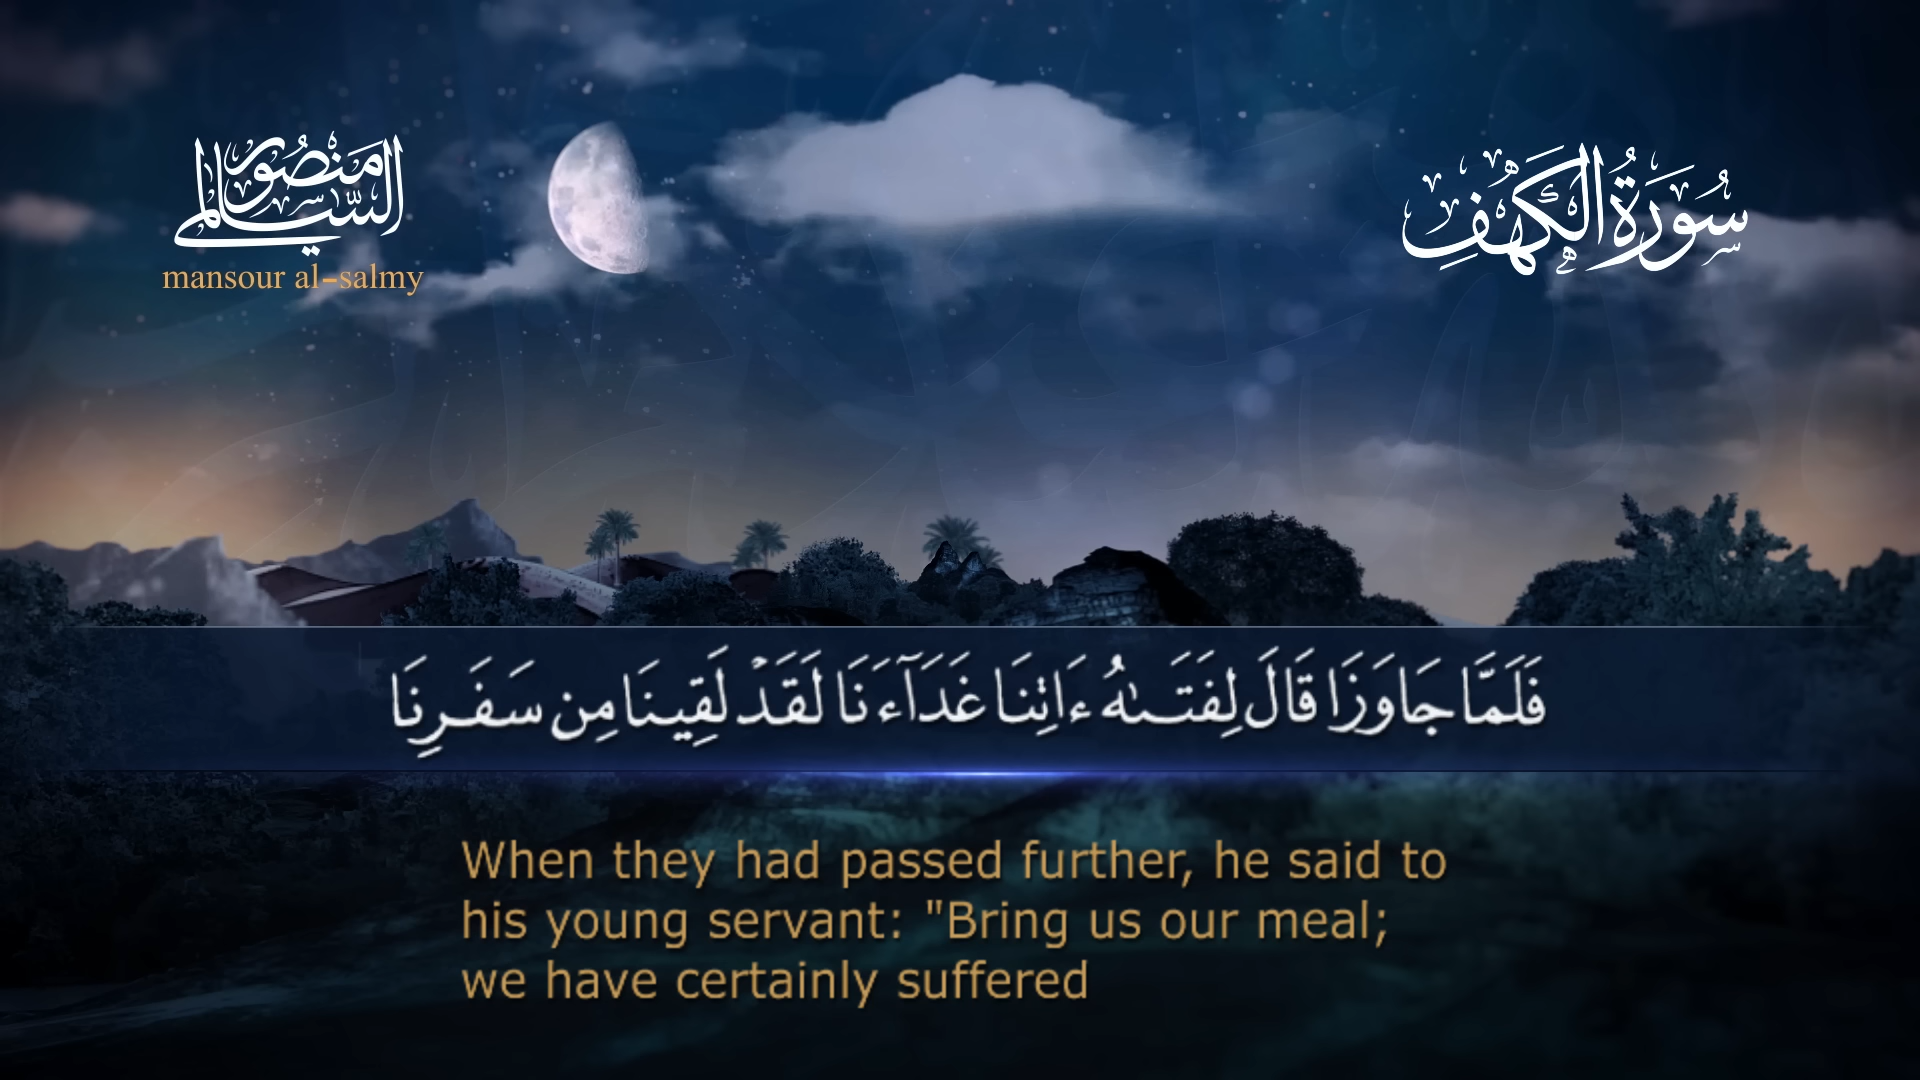 منصور
السالمي
mansour al-salmy
سُورَةُ الْكَهْفِ
فَلَمَّا جَاوَزَا قَالَ لِفَتَىٰهُ ءَاتِنَا غَدَآءَنَا لَقَدْ لَقِينَا مِن سَفَرِنَا
When they had passed further, he said to
his young servant: "Bring us our meal;
we have certainly suffered